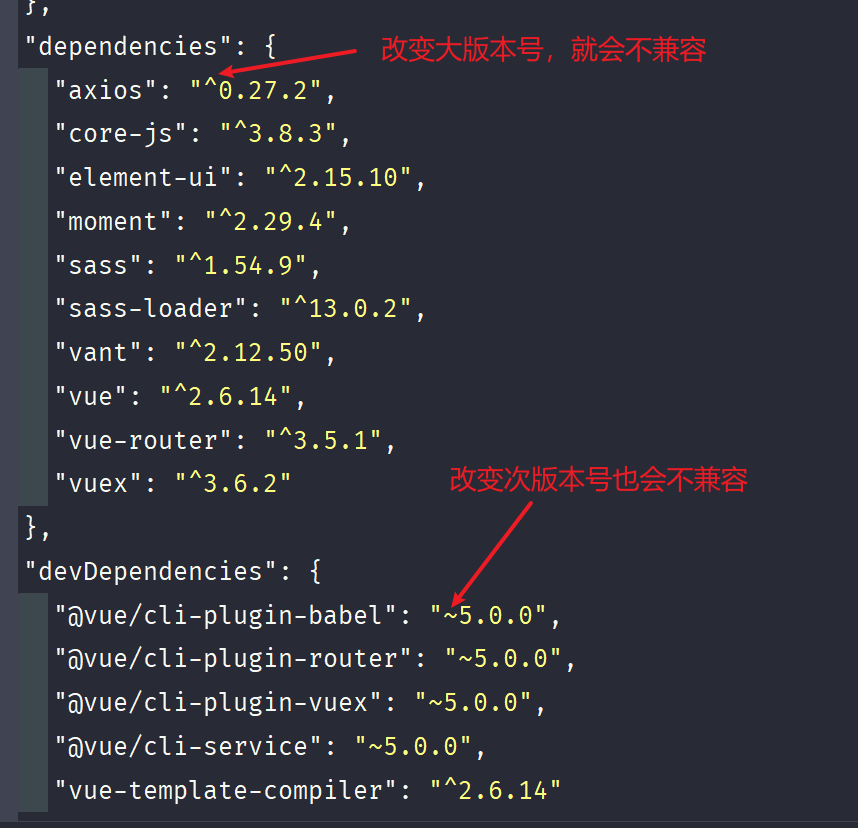 },
"dependencies": {
改变大版本号，就会不兼容
"axios": "^0.27.2",
"core-js": "^3.8.3",
"element-ui": "^2.15.10",
"moment": "^2.29.4",
"sass": "^1.54.9",
"sass-loader": "^13.0.2",
"vant": "^2.12.50",
"vue": "^2.6.14",
"vue-router": "^3.5.1",
"vuex": "^3.6.2"
改变次版本号也会不兼容
},
"devDependencies": {
"@vue/cli-plugin-babel": "~5.0.0",
"@vue/cli-plugin-router": "~5.0.0",
"@vue/cli-plugin-vuex": "~5.0.0",
"@vue/cli-service": "~5.0.0",
"vue-template-compiler": "^2.6.14"